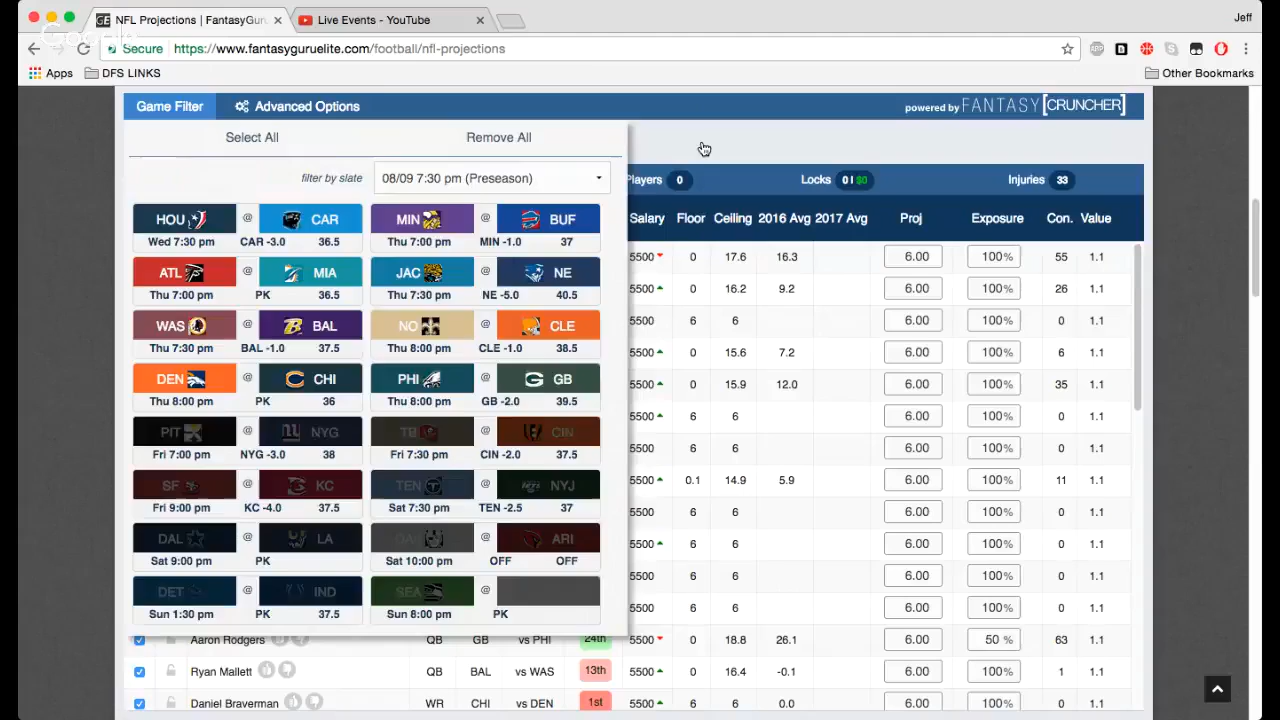 NFL Projections | FantasyGuru
Live Events - YouTube
Jeff
Secure https://www.fantasyguruelite.com/football/nfl-projections
Apps DFS LINKS Other Bookmarks
Game Filter Advanced Options powered by FANTASY[CRUNCHER]
Select All Remove All
filter by slate 08/09 7:30 pm (Preseason)
Players 0 Locks 0 | $0 Injuries 33
Salary Floor Ceiling 2016 Avg 2017 Avg Proj Exposure Con. Value
HOU @ CAR MIN @ BUF
Wed 7:30 pm CAR -3.0 36.5 Thu 7:00 pm MIN -1.0 37
ATL @ MIA JAC @ NE
Thu 7:00 pm PK 36.5 Thu 7:30 pm NE -5.0 40.5
WAS @ BAL NO @ CLE
Thu 7:30 pm BAL -1.0 37.5 Thu 8:00 pm CLE -1.0 38.5
DEN @ CHI PHI @ GB
Thu 8:00 pm PK 36 Thu 8:00 pm GB -2.0 39.5
PIT @ NYG TB @ CIN
Fri 7:00 pm NYG -3.0 38 Fri 7:30 pm CIN -2.0 37.5
SF @ KC TEN @ NYJ
Fri 9:00 pm KC -4.0 37.5 Sat 7:30 pm TEN -2.5 37
DAL @ LA OA @ ARI
Sat 9:00 pm PK Sat 10:00 pm OFF OFF
DET @ IND SEA @
Sun 1:30 pm PK 37.5 Sun 8:00 pm PK
5500 0 17.6 16.3 6.00 100% 55 1.1
5500 0 16.2 9.2 6.00 100% 26 1.1
5500 6 6 6.00 100% 0 1.1
5500 0 15.6 7.2 6.00 100% 6 1.1
5500 0 15.9 12.0 6.00 100% 35 1.1
5500 6 6 6.00 100% 0 1.1
5500 6 6 6.00 100% 0 1.1
5500 0.1 14.9 5.9 6.00 100% 11 1.1
5500 6 6 6.00 100% 0 1.1
5500 6 6 6.00 100% 0 1.1
5500 6 6 6.00 100% 0 1.1
5500 6 6 6.00 100% 0 1.1
Aaron Rodgers QB GB vs PHI 24th 5500 0 18.8 26.1 6.00 50 % 63 1.1
Ryan Mallett QB BAL vs WAS 13th 5500 0 16.4 -0.1 6.00 100% 1 1.1
Daniel Braverman WR CHI vs DEN 1st 5500 6 6 0.0 6.00 100% 0 1.1